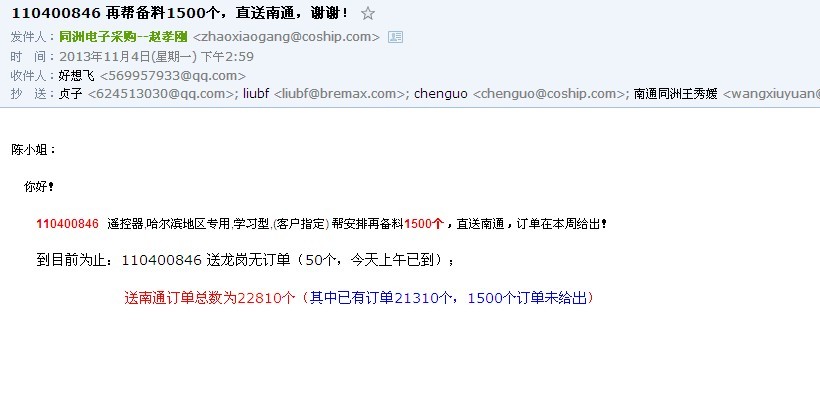 110400846 再帮备料1500个，直送南通，谢谢！
发件人：同洲电子采购--赵孝刚 <zhaoxiaogang@coship.com>
时　间：2013年11月4日(星期一) 下午2:59
收件人：好想飞 <569957933@qq.com>
抄　送：贞子 <624513030@qq.com>; liubf <liubf@bremax.com>; chenguo <chenguo@coship.com>; 南通同洲王秀媛 <wangxiuyuan@
陈小姐：
你好！
110400846 遥控器,哈尔滨地区专用,学习型,(客户指定) 帮安排再备料1500个，直送南通，订单在本周给出！
到目前为止：110400846 送龙岗无订单（50个，今天上午已到）；
送南通订单总数为22810个（其中已有订单21310个，1500个订单未给出）